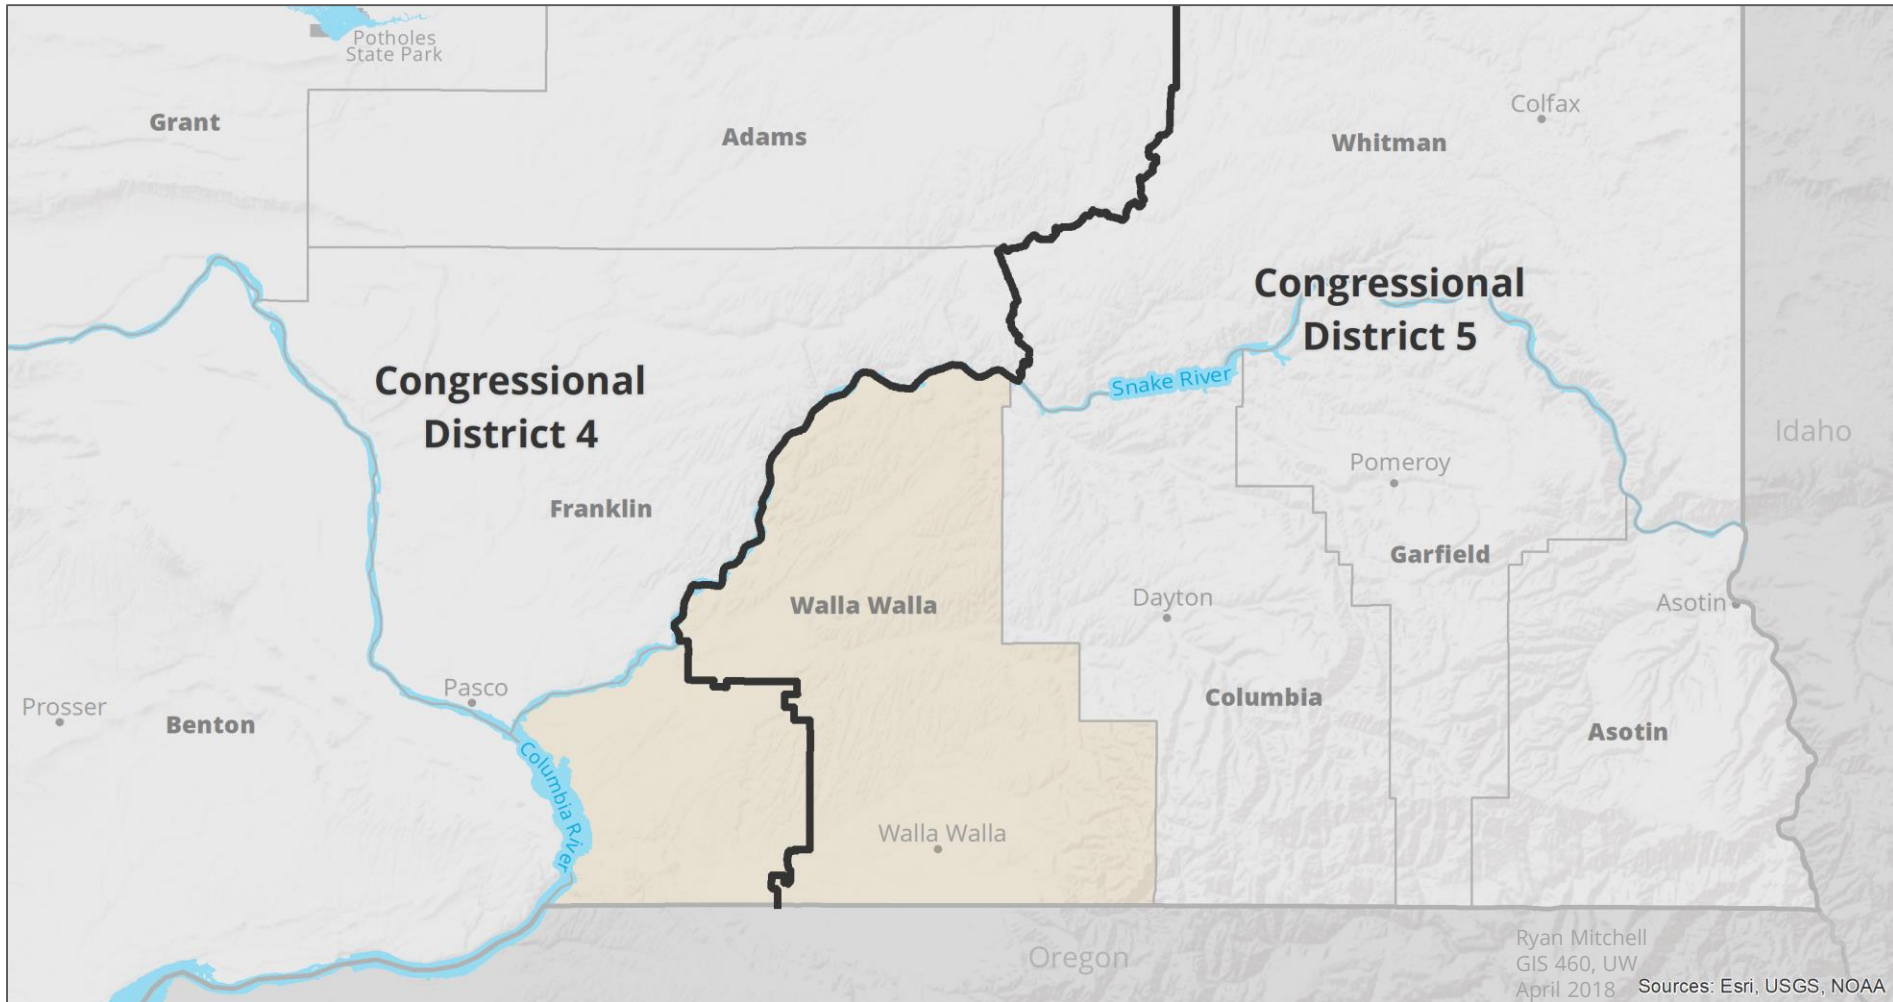 Potholes
State Park
Grant
Adams
Colfax
Whitman
Congressional
District 5
Congressional
District 4
Snake River
Idaho
Pomeroy
Franklin
Garfield
Walla Walla
Dayton
Asotin
Pasco
Prosser
Benton
Columbia
Asotin
Columbia River
Walla Walla
Oregon
Ryan Mitchell
GIS 460, UW
April 2018
Sources: Esri, USGS, NOAA